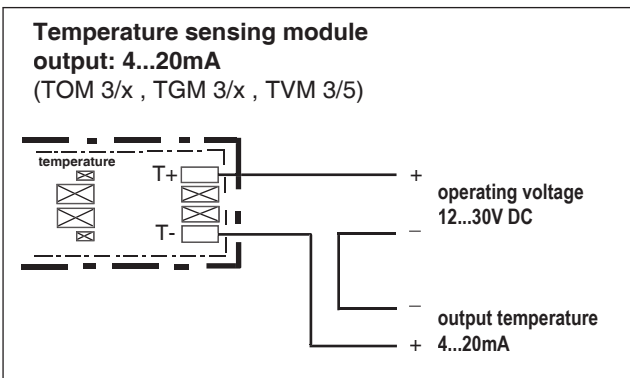 Temperature sensing module
output: 4...20mA
(TOM 3/x , TGM 3/x , TVM 3/5)
temperature
T+
T-
+
operating voltage
12...30V DC
–
–
output temperature
+ 4...20mA